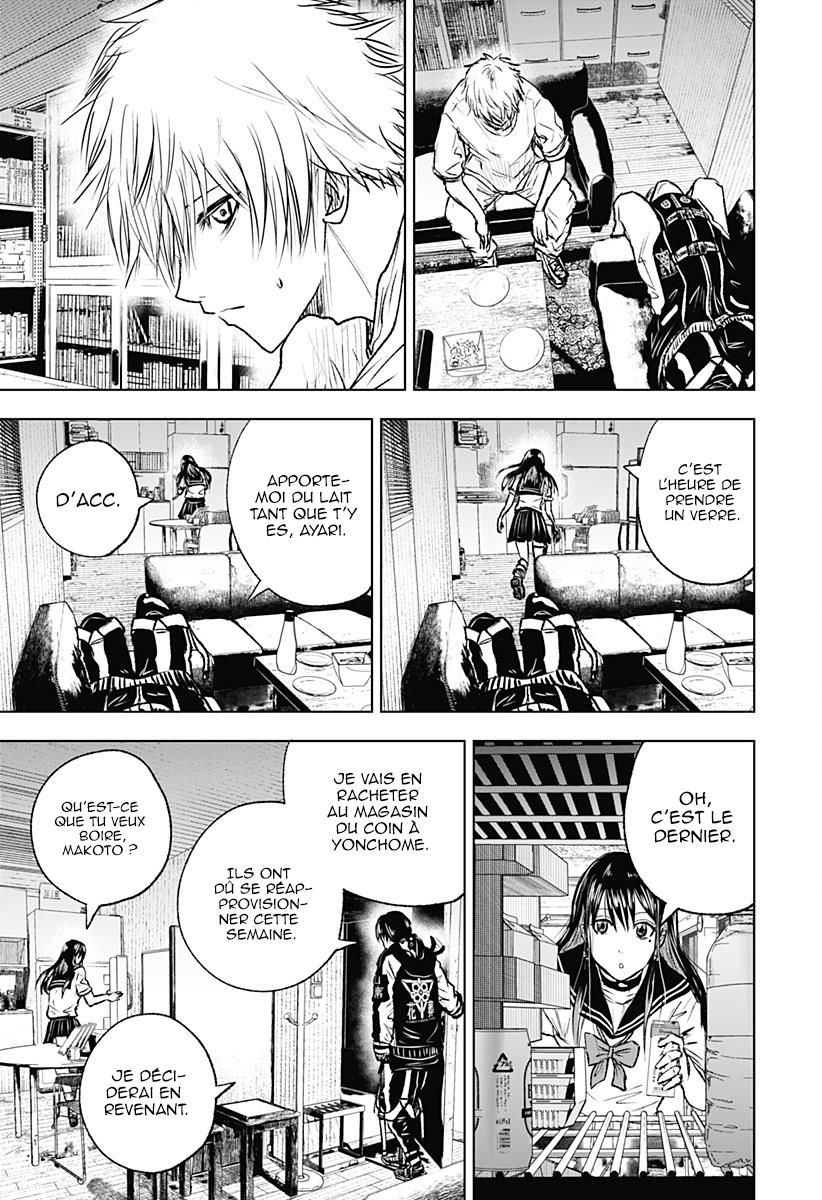 C'EST
L'HEURE DE
PRENDRE
UN VERRE.
APPORTE-
MOI DU LAIT
TANT QUE T'Y
ES, AYARI.
D'ACC.
OH,
C'EST LE
DERNIER.
JE VAIS EN
RACHETER
AU MAGASIN
DU COIN À
YONCHOME.
ILS ONT
DÛ SE RÉAP-
PROVISION-
NER CETTE
SEMAINE.
QU'EST-CE
QUE TU VEUX
BOIRE,
MAKOTO ?
JE DÉCI-
DERAI EN
REVENANT.